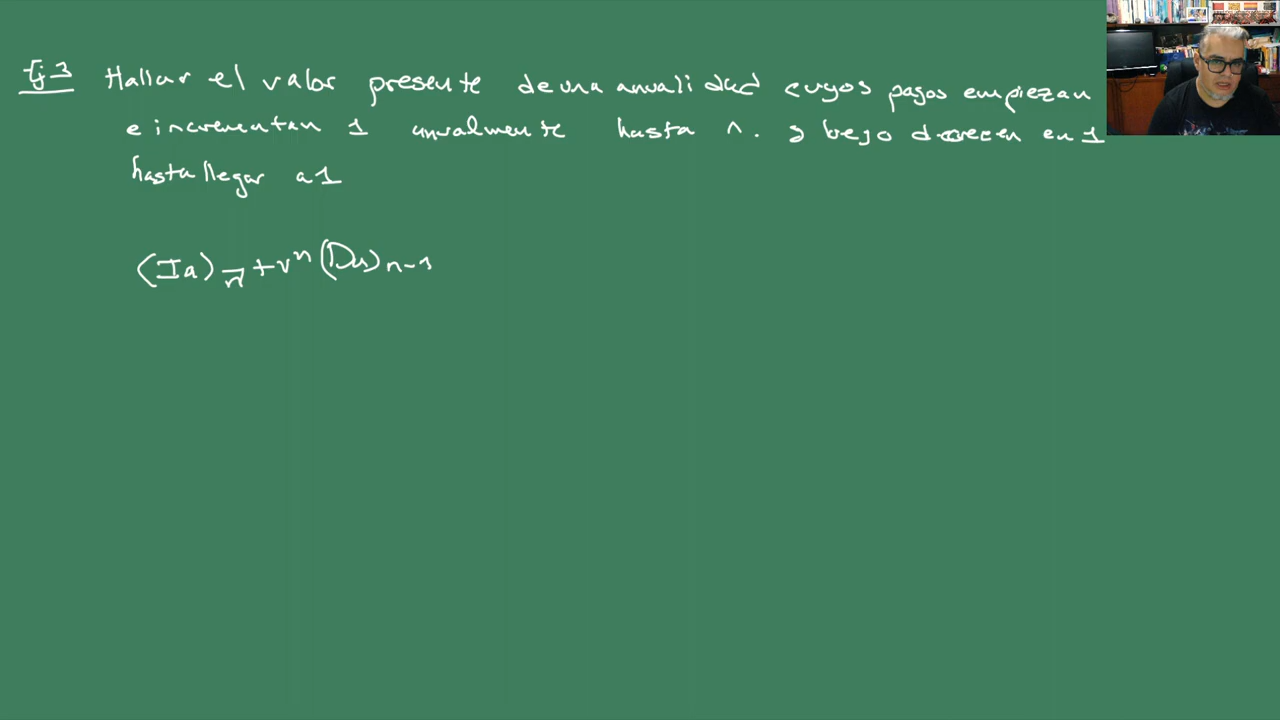 Ej 3 Hallar el valor presente de una anualidad cuyos pagos empiezan
e incrementan 1 anualmente hasta n. y luego decrecen en 1
hasta llegar a 1
(Ia)n̅| + vⁿ(Da)n-1